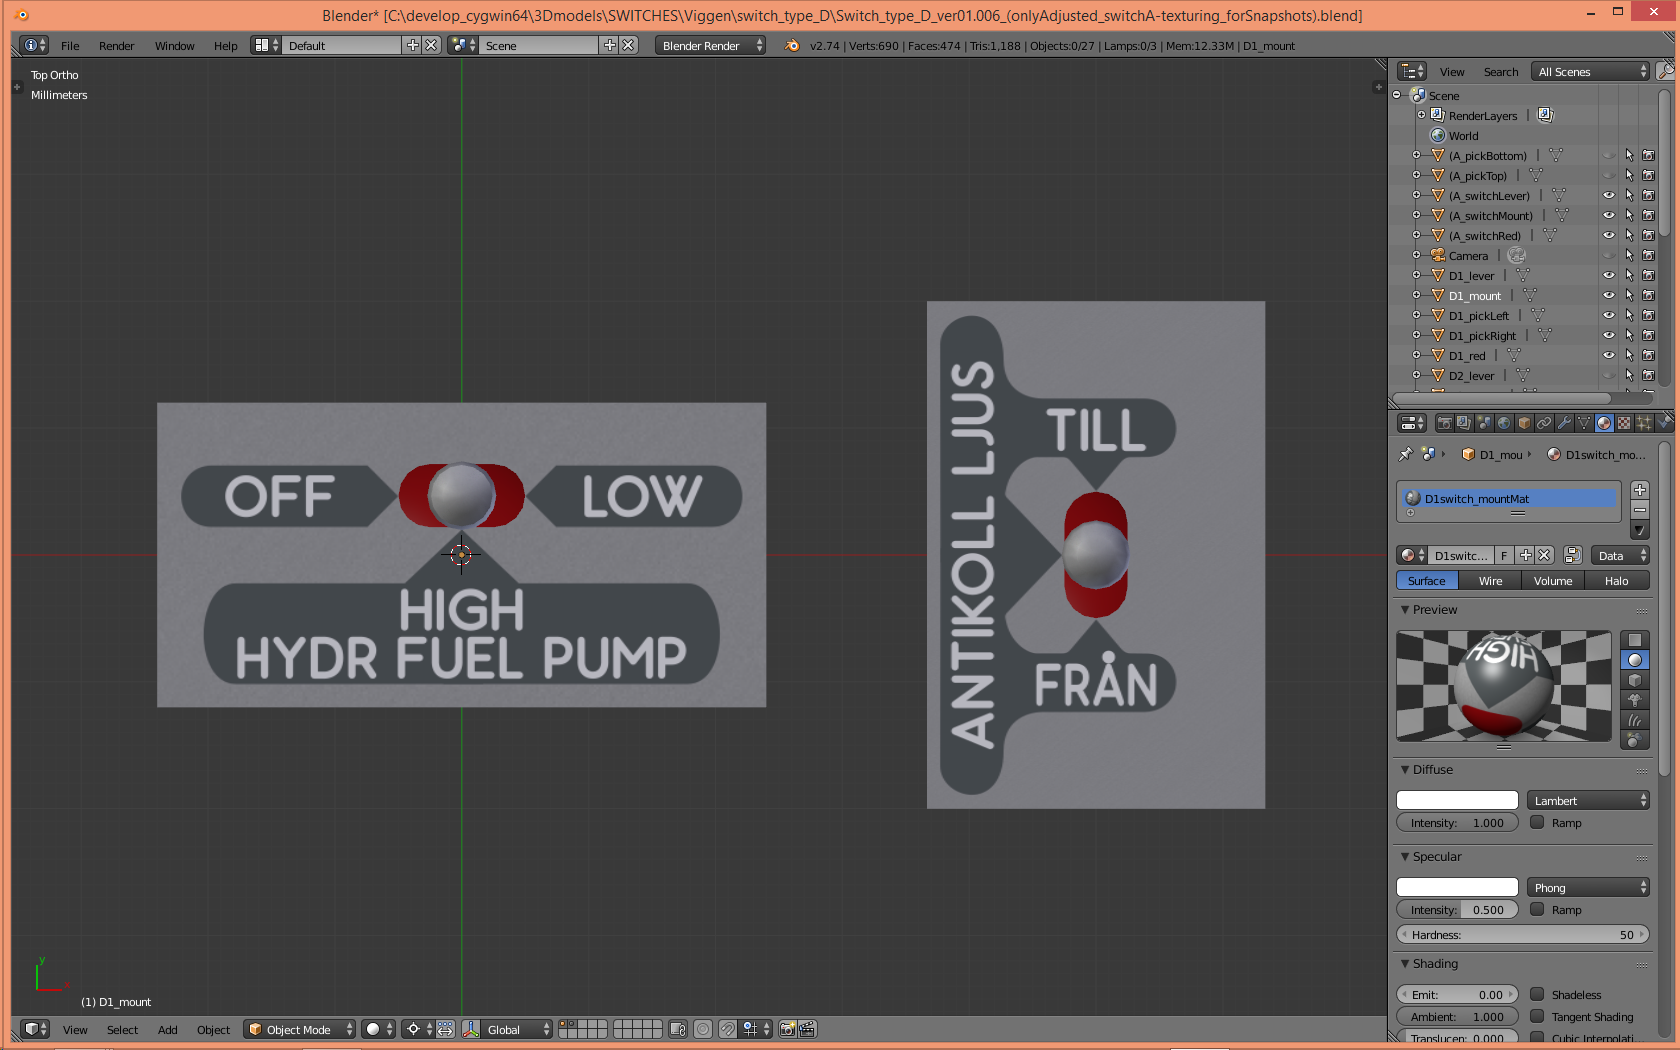 Blender* [C:\develop_cygwin64\3Dmodels\SWITCHES\Viggen\switch_type_D\Switch_type_D_ver01.006_(onlyAdjusted_switchA-texturing_forSnapshots).blend]
File Render Window Help Default Scene Blender Render v2.74 | Verts:690 | Faces:474 | Tris:1,188 | Objects:0/27 | Lamps:0/3 | Mem:12.33M | D1_mount
Top Ortho
Millimeters
OFF
LOW
HIGH
HYDR FUEL PUMP
ANTIKOLL LJUS
TILL
FRÅN
y
x
(1) D1_mount
View Select Add Object Object Mode Global
View Search All Scenes
Scene
RenderLayers
World
(A_pickBottom)
(A_pickTop)
(A_switchLever)
(A_switchMount)
(A_switchRed)
Camera
D1_lever
D1_mount
D1_pickLeft
D1_pickRight
D1_red
D2_lever
D1_mou D1switch_mo...
D1switch_mountMat
D1switc... F Data
Surface Wire Volume Halo
Preview
HIGH
Diffuse
Lambert
Intensity: 1.000 Ramp
Specular
Phong
Intensity: 0.500 Ramp
Hardness: 50
Shading
Emit: 0.00 Shadeless
Ambient: 1.000 Tangent Shading
Translucen: 0.000 Cubic Interpolati...